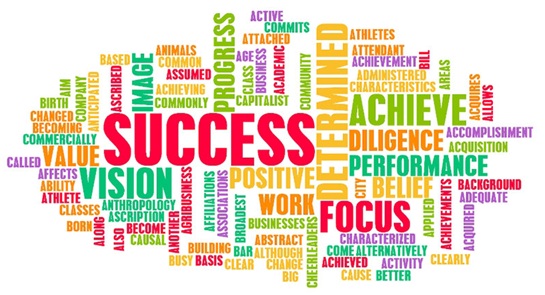 ACTIVE
COMMITS
ATTACHED
ATHLETES
ATTENDANT
ACHIEVEMENT
BILL
ANIMALS
COMMON
ASSUMED
BASED
IMAGE
PROGRESS
AGE
CLASS
BUSINESS
ACADEMIC
COMMUNITY
DETERMINED
ADMINISTERED
CHARACTERISTICS
AREAS
AIM
BIRTH
COMPANY
ANTICIPATED
ASCRIBED
ACHIEVING
COMMONLY
CAPITALIST
ACHIEVE
ACQUIRES
ALLOWS
CHANGED
BECOMING
COMMERCIALLY
SUCCESS
DILIGENCE
ACCOMPLISHMENT
ACQUISITION
CALLED
VALUE
PERFORMANCE
AFFECTS
ABILITY
ATHLETE
VISION
POSITIVE
CITY
BELIEF
BACKGROUND
ADEQUATE
CLASSES
BORN
ALONG
ALSO
ANTHROPOLOGY
ASCRIPTION
BECOME
CAUSAL
ANOTHER
AGRIBUSINESS
AFFILIATIONS
ASSOCIATIONS
BROADEST
WORK
BUSINESSES
FOCUS
APPLIED
ACHIEVEMENTS
ACQUIRED
BUILDING
BAR
ABSTRACT
CHEERLEADERS
CHARACTERIZED
BUSY
BASIS
CLEAR
ALTHOUGH
CHANGE
BIG
COME
ALTERNATIVELY
ACHIEVED
ACTIVITY
CLEARLY
CAUSE
BETTER